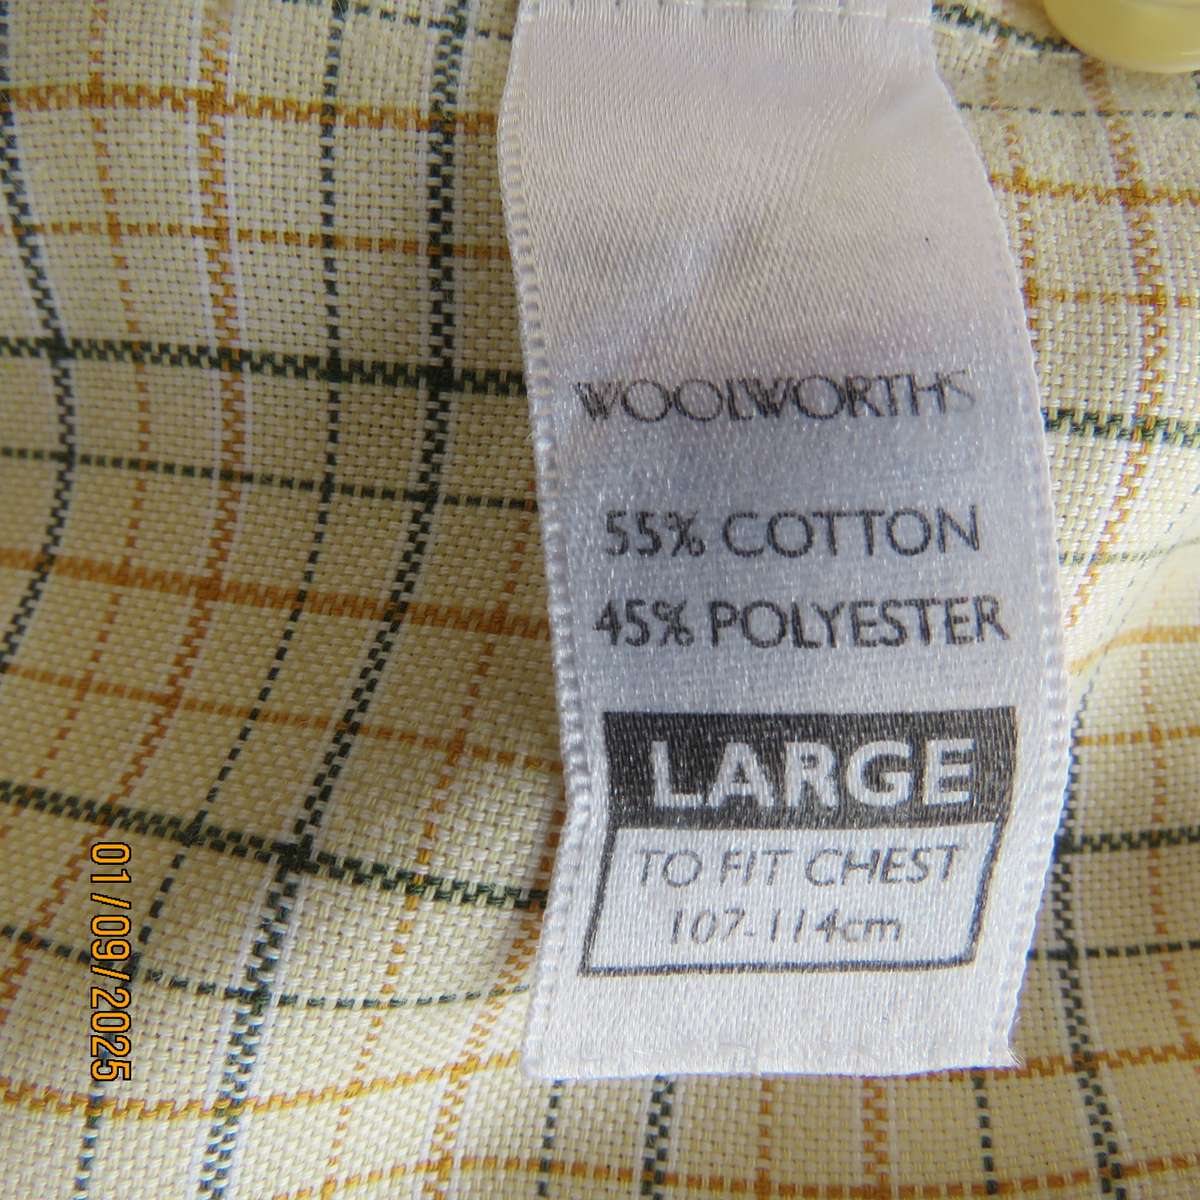 WOOLWORTHS
55% COTTON
45% POLYESTER
LARGE
TO FIT CHEST
107-114cm
01/09/2025